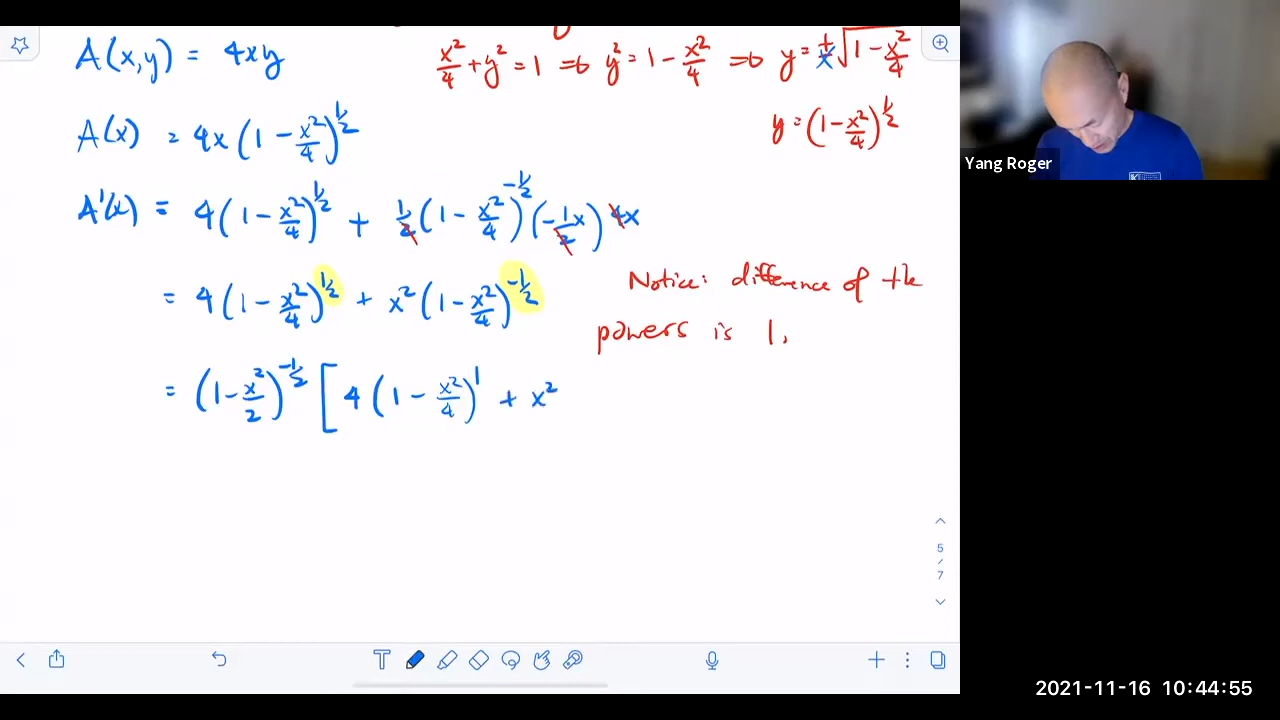 A(x,y) = 4xy
x²/4 + y² = 1 ⇒ y² = 1 - x²/4 ⇒ y = ±√(1 - x²/4)
A(x) = 4x(1 - x²/4)^(1/2)
y = (1 - x²/4)^(1/2)
A'(x) = 4(1 - x²/4)^(1/2) + 1/2(1 - x²/4)^(-1/2)(-1/2 x) 4x
= 4(1 - x²/4)^(1/2) + x²(1 - x²/4)^(-1/2)
Notice: difference of the
powers is 1.
= (1 - x²/2)^(-1/2) [4(1 - x²/4)^1 + x²
Yang Roger
5
/
7
T
2021-11-16 10:44:55